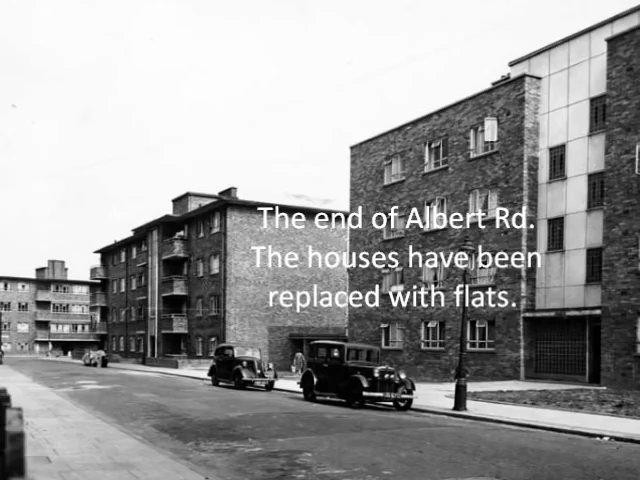 The end of Albert Rd.
The houses have been
replaced with flats.